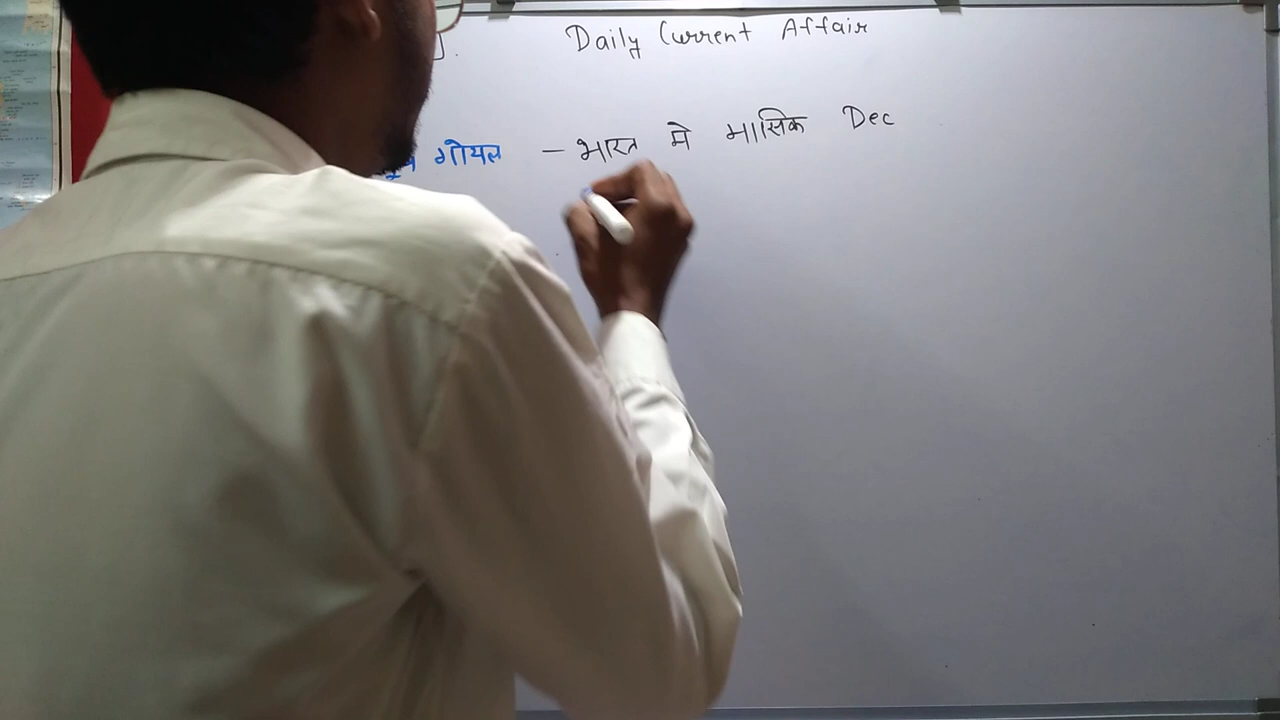 Daily Current Affair
गोयल – भारत मे मासिक Dec